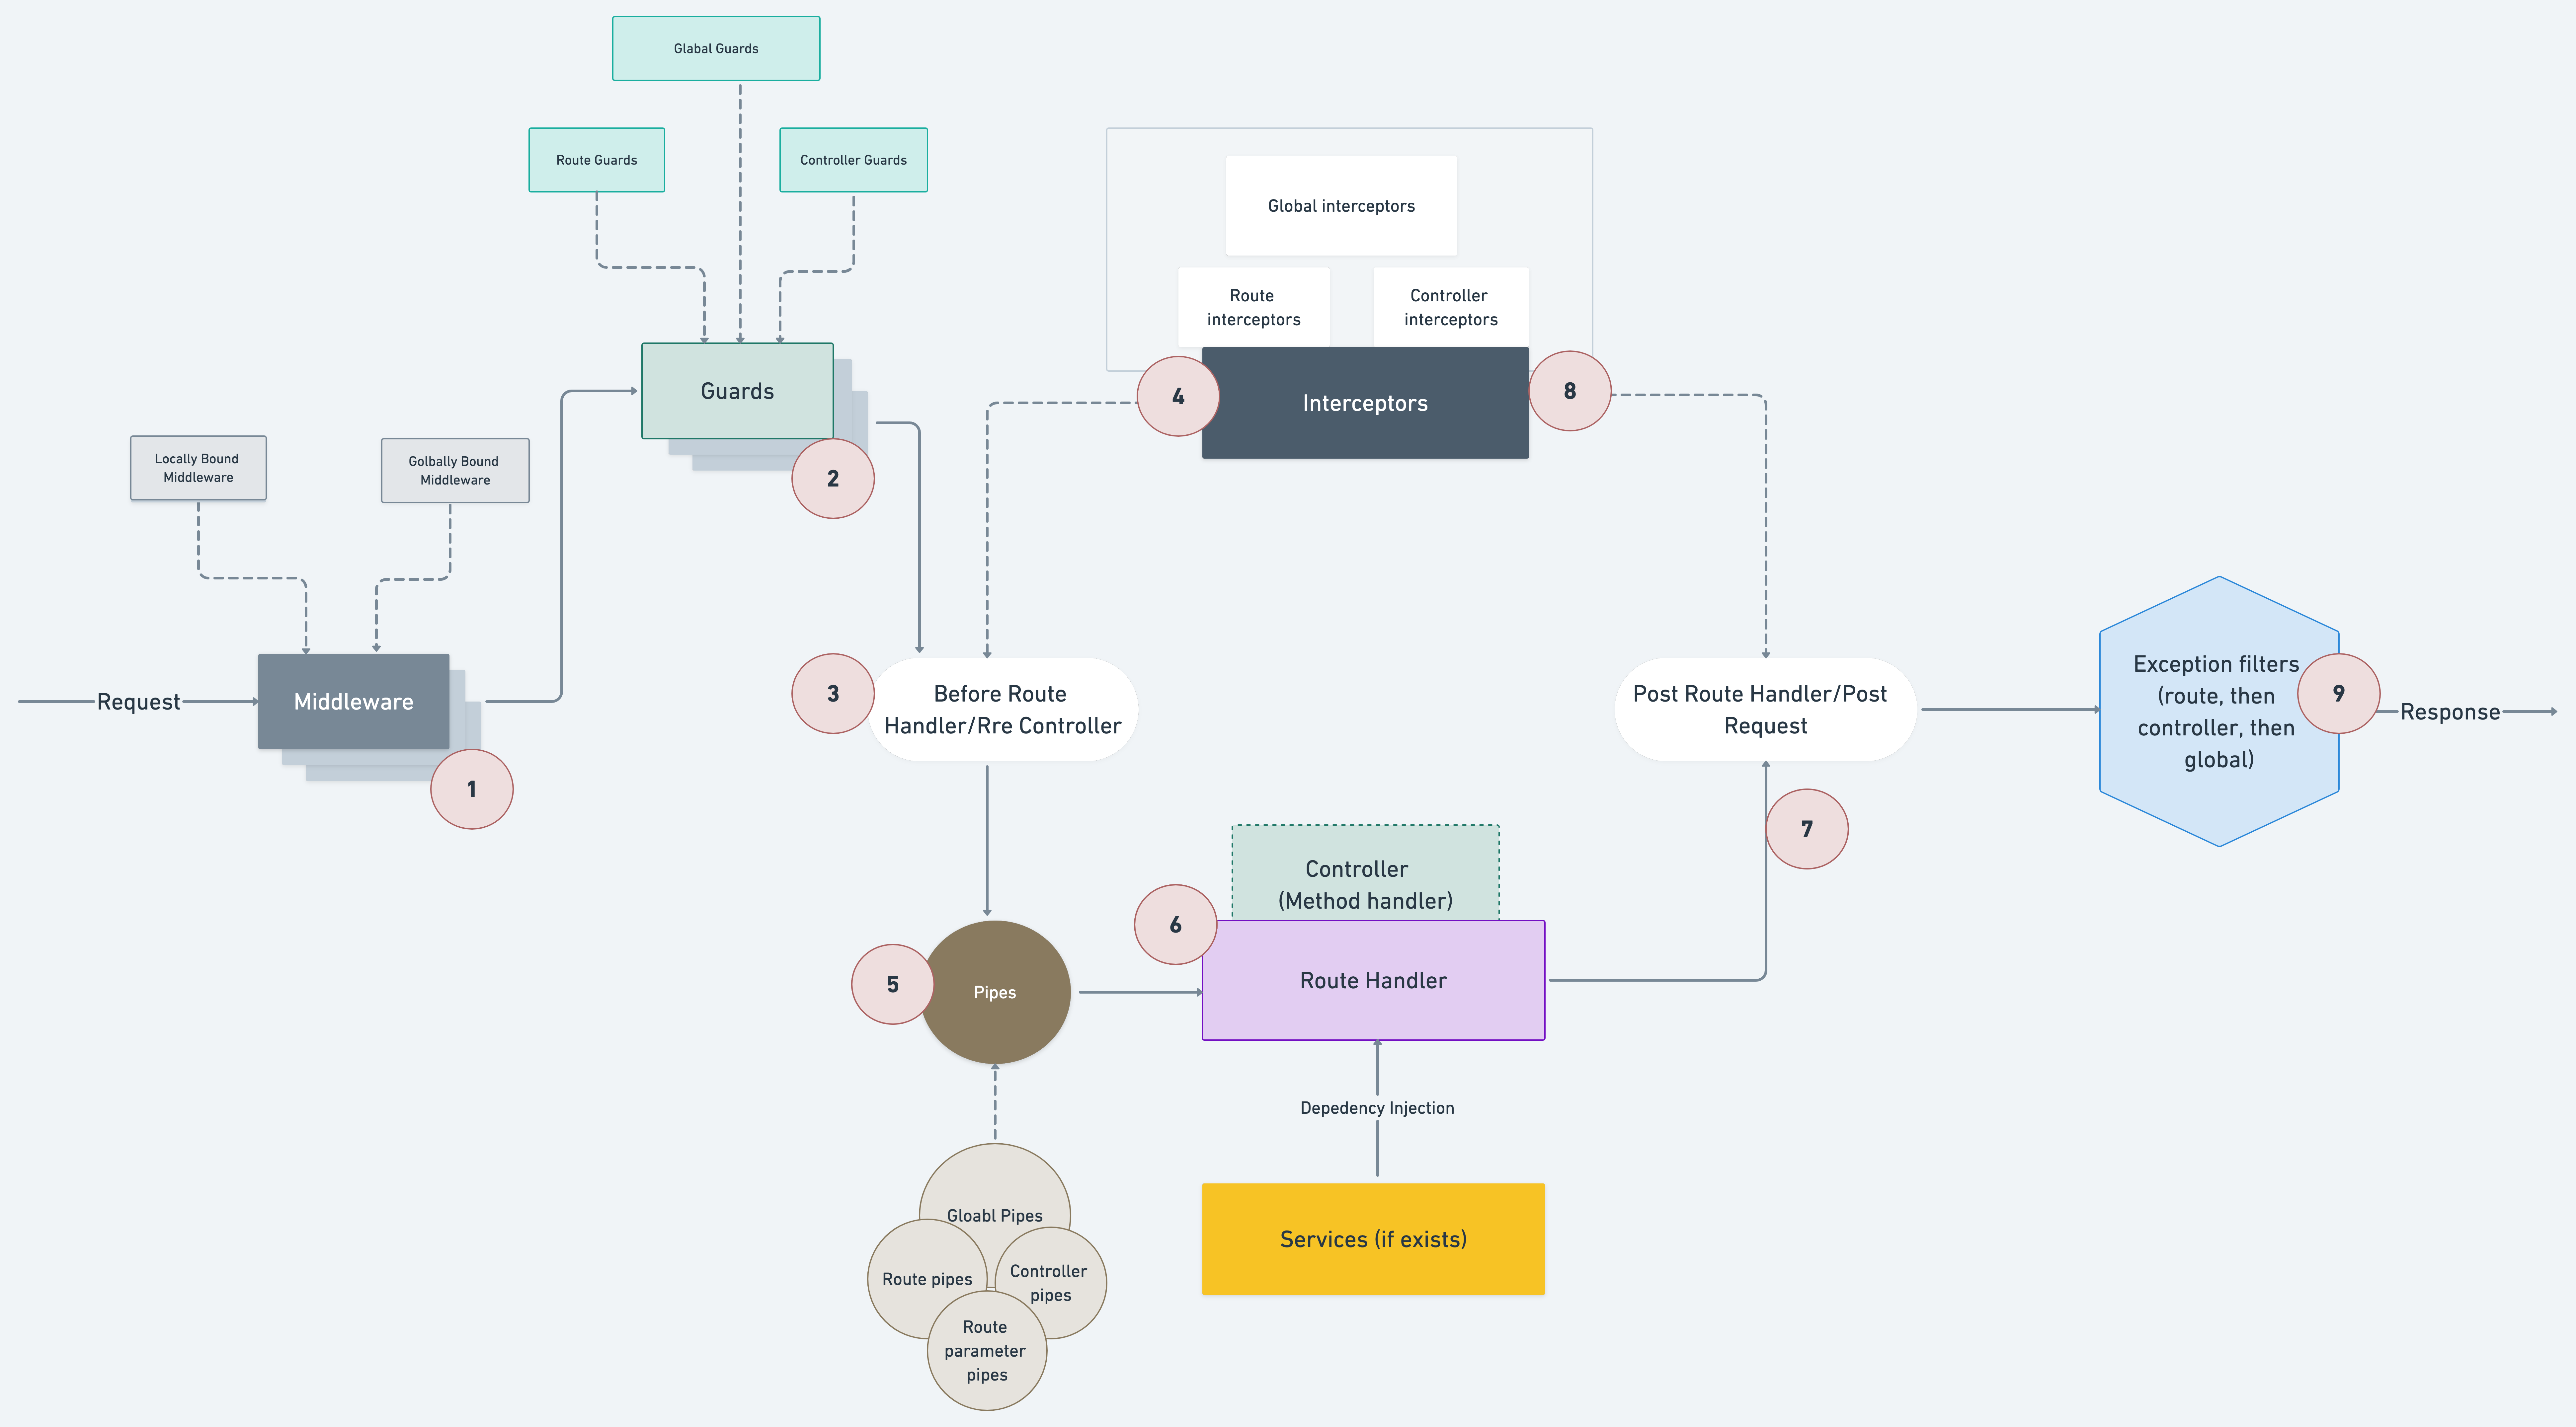 Glabal Guards
Route Guards
Controller Guards
Global interceptors
Route
interceptors
Controller
interceptors
Guards
Interceptors
4
8
2
Locally Bound
Middleware
Golbally Bound
Middleware
Request
Middleware
1
3
Before Route
Handler/Rre Controller
Post Route Handler/Post
Request
Exception filters
(route, then
controller, then
global)
9
Response
7
Controller
(Method handler)
6
Route Handler
5
Pipes
Depedency Injection
Services (if exists)
Gloabl Pipes
Route pipes
Controller
pipes
Route
parameter
pipes